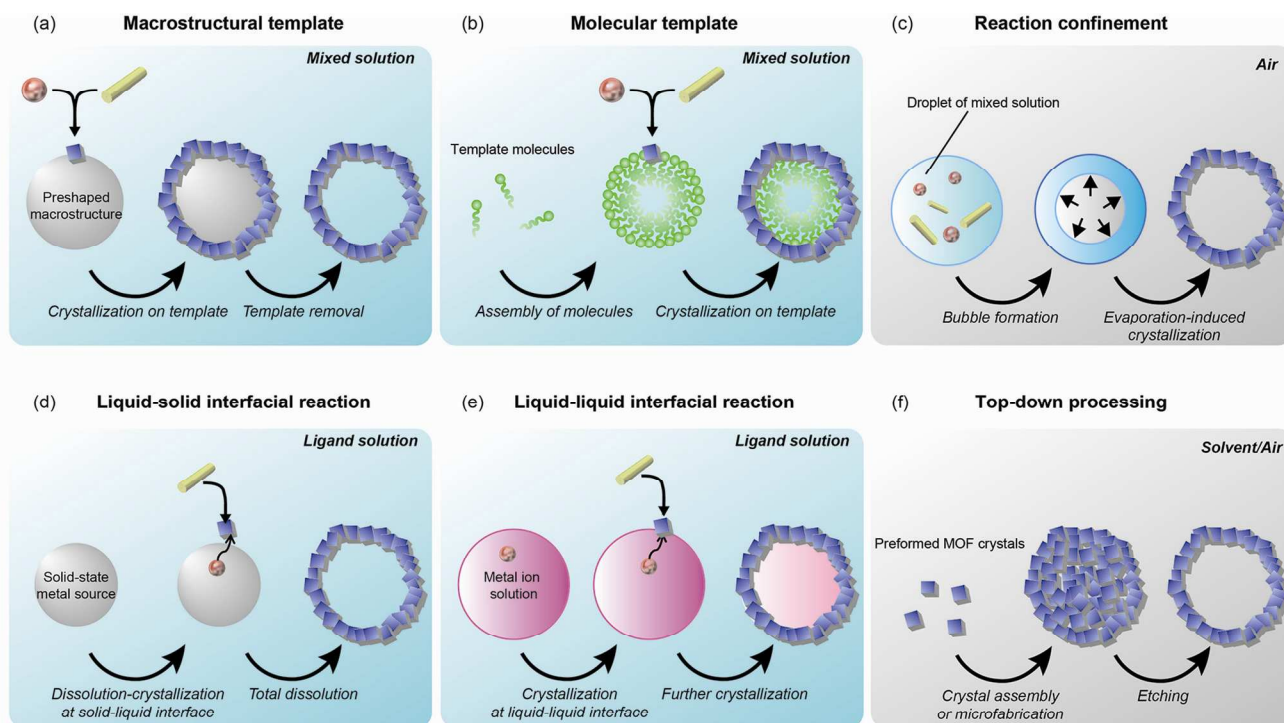 (a) Macrostructural template
Mixed solution
Preshaped
macrostructure
Crystallization on template
Template removal
(b) Molecular template
Mixed solution
Template molecules
Assembly of molecules
Crystallization on template
(c) Reaction confinement
Air
Droplet of mixed solution
Bubble formation
Evaporation-induced
crystallization
(d) Liquid-solid interfacial reaction
Ligand solution
Solid-state
metal source
Dissolution-crystallization
at solid-liquid interface
Total dissolution
(e) Liquid-liquid interfacial reaction
Ligand solution
Metal ion
solution
Crystallization
at liquid-liquid interface
Further crystallization
(f) Top-down processing
Solvent/Air
Preformed MOF crystals
Crystal assembly
or microfabrication
Etching